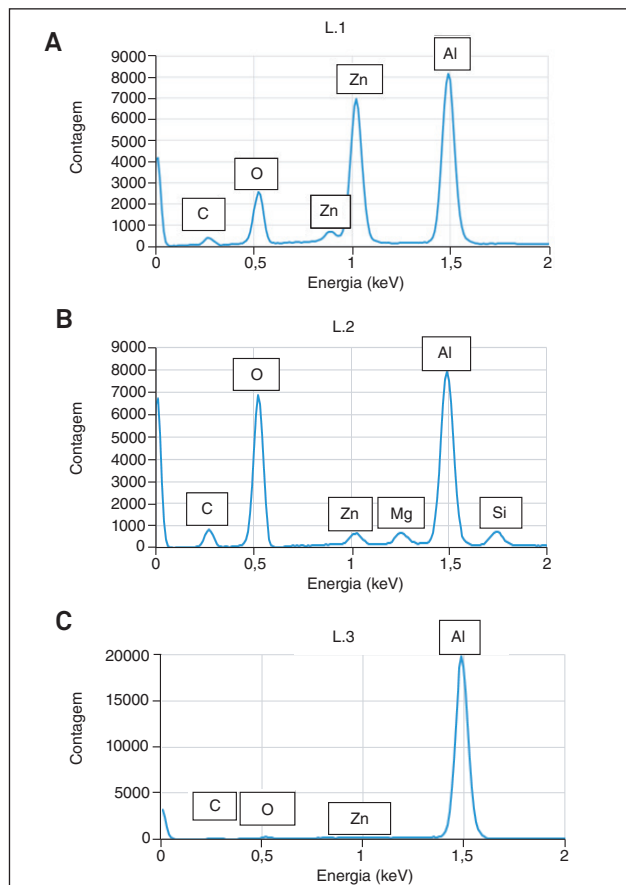 A
L.1
Contagem
9000
8000
7000
6000
5000
4000
3000
2000
1000
0
C
O
Zn
Zn
Al
0 0,5 1 1,5 2
Energia (keV)
B
L.2
Contagem
9000
8000
7000
6000
5000
4000
3000
2000
1000
0
C
O
Zn
Mg
Al
Si
0 0,5 1 1,5 2
Energia (keV)
C
L.3
Contagem
20000
15000
10000
5000
0
C
O
Zn
Al
0 0,5 1 1,5 2
Energia (keV)